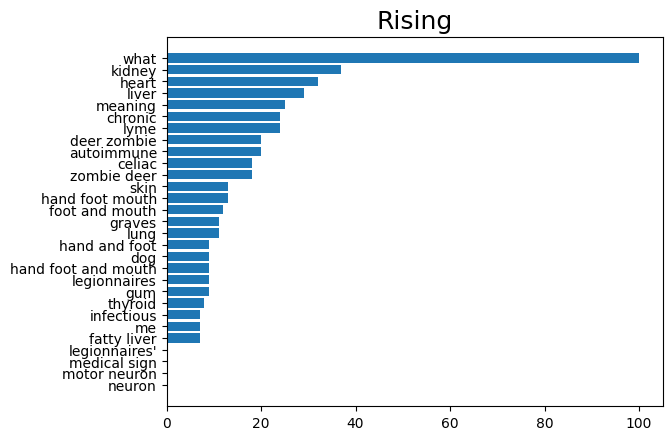 Rising
what
kidney
heart
liver
meaning
chronic
lyme
deer zombie
autoimmune
celiac
zombie deer
skin
hand foot mouth
foot and mouth
graves
lung
hand and foot
dog
hand foot and mouth
legionnaires
gum
thyroid
infectious
me
fatty liver
legionnaires'
medical sign
motor neuron
neuron
0 20 40 60 80 100